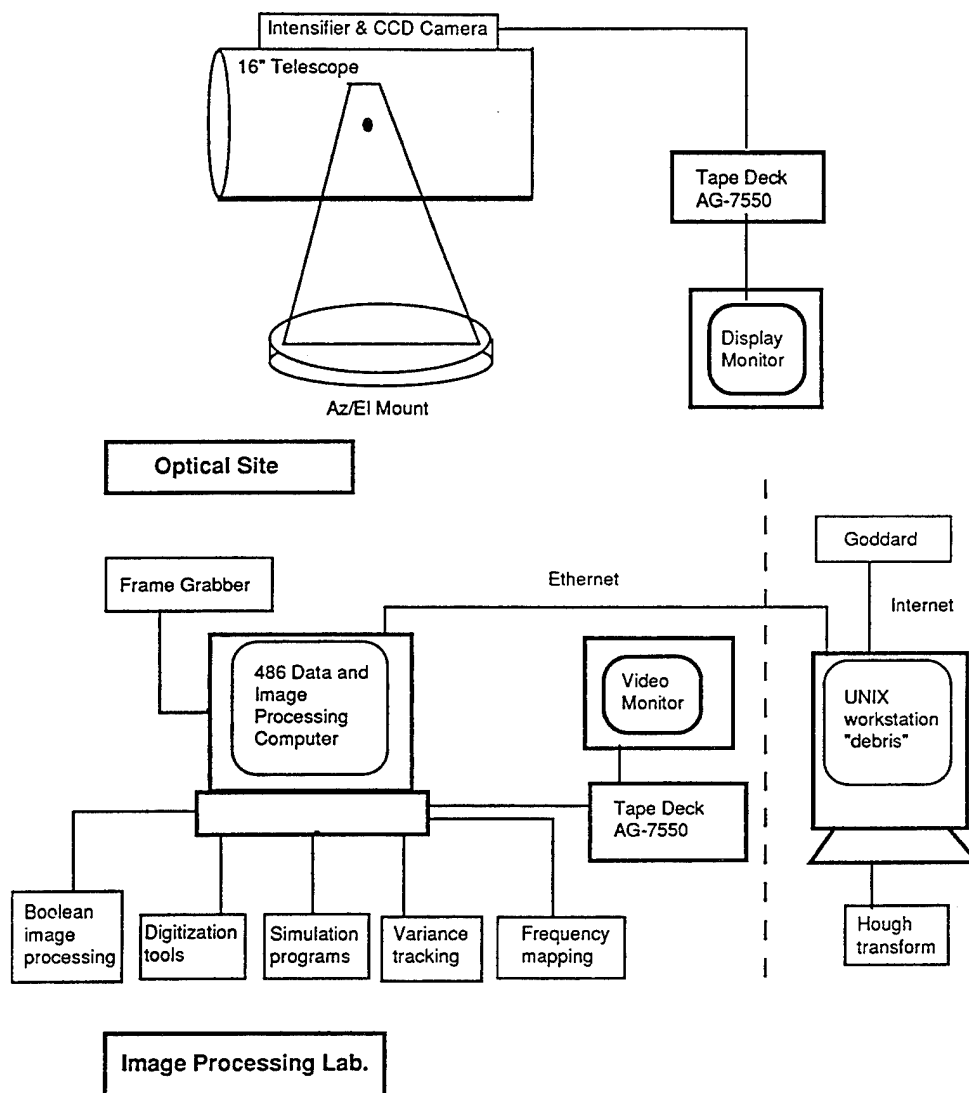 Intensifier & CCD Camera
16" Telescope
Tape Deck
AG-7550
Display
Monitor
Az/El Mount
Optical Site
Goddard
Frame Grabber
Ethernet
Internet
486 Data and
Image
Processing
Computer
Video
Monitor
UNIX
workstation
"debris"
Tape Deck
AG-7550
Boolean
image
processing
Digitization
tools
Simulation
programs
Variance
tracking
Frequency
mapping
Hough
transform
Image Processing Lab.